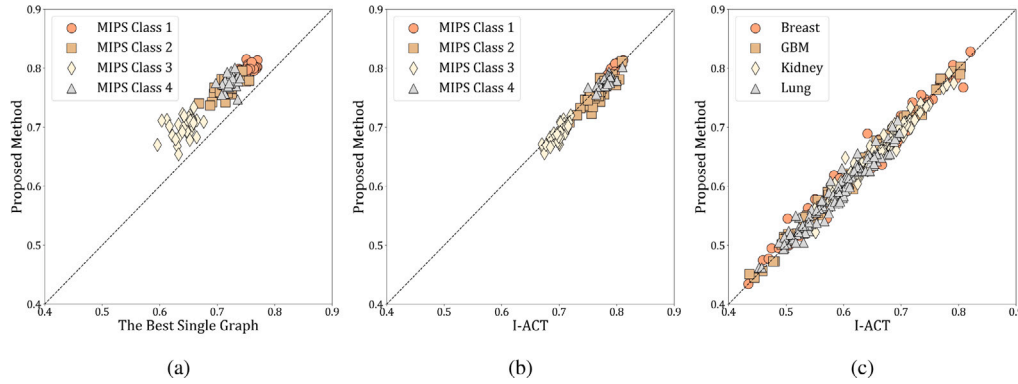 0.9
0.8
0.7
0.6
0.5
0.4
Proposed Method
MIPS Class 1
MIPS Class 2
MIPS Class 3
MIPS Class 4
0.4 0.5 0.6 0.7 0.8 0.9
The Best Single Graph
(a)
0.9
0.8
0.7
0.6
0.5
0.4
Proposed Method
MIPS Class 1
MIPS Class 2
MIPS Class 3
MIPS Class 4
0.4 0.5 0.6 0.7 0.8 0.9
I-ACT
(b)
0.9
0.8
0.7
0.6
0.5
0.4
Proposed Method
Breast
GBM
Kidney
Lung
0.4 0.5 0.6 0.7 0.8 0.9
I-ACT
(c)